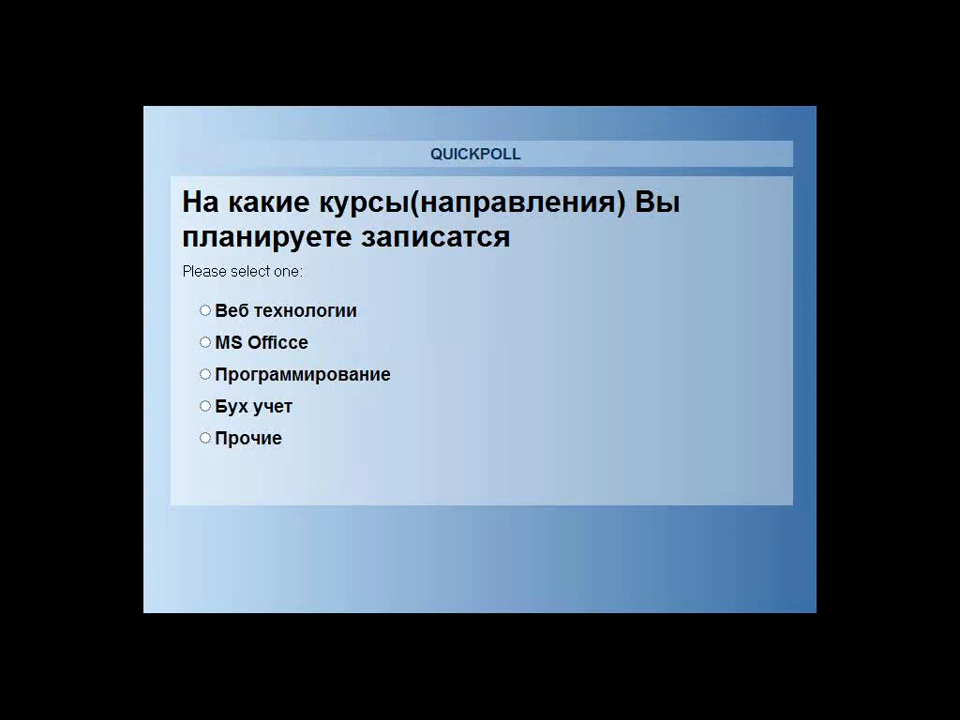 QUICKPOLL
На какие курсы(направления) Вы
планируете записатся
Please select one:
Веб технологии
MS Officce
Программирование
Бух учет
Прочие